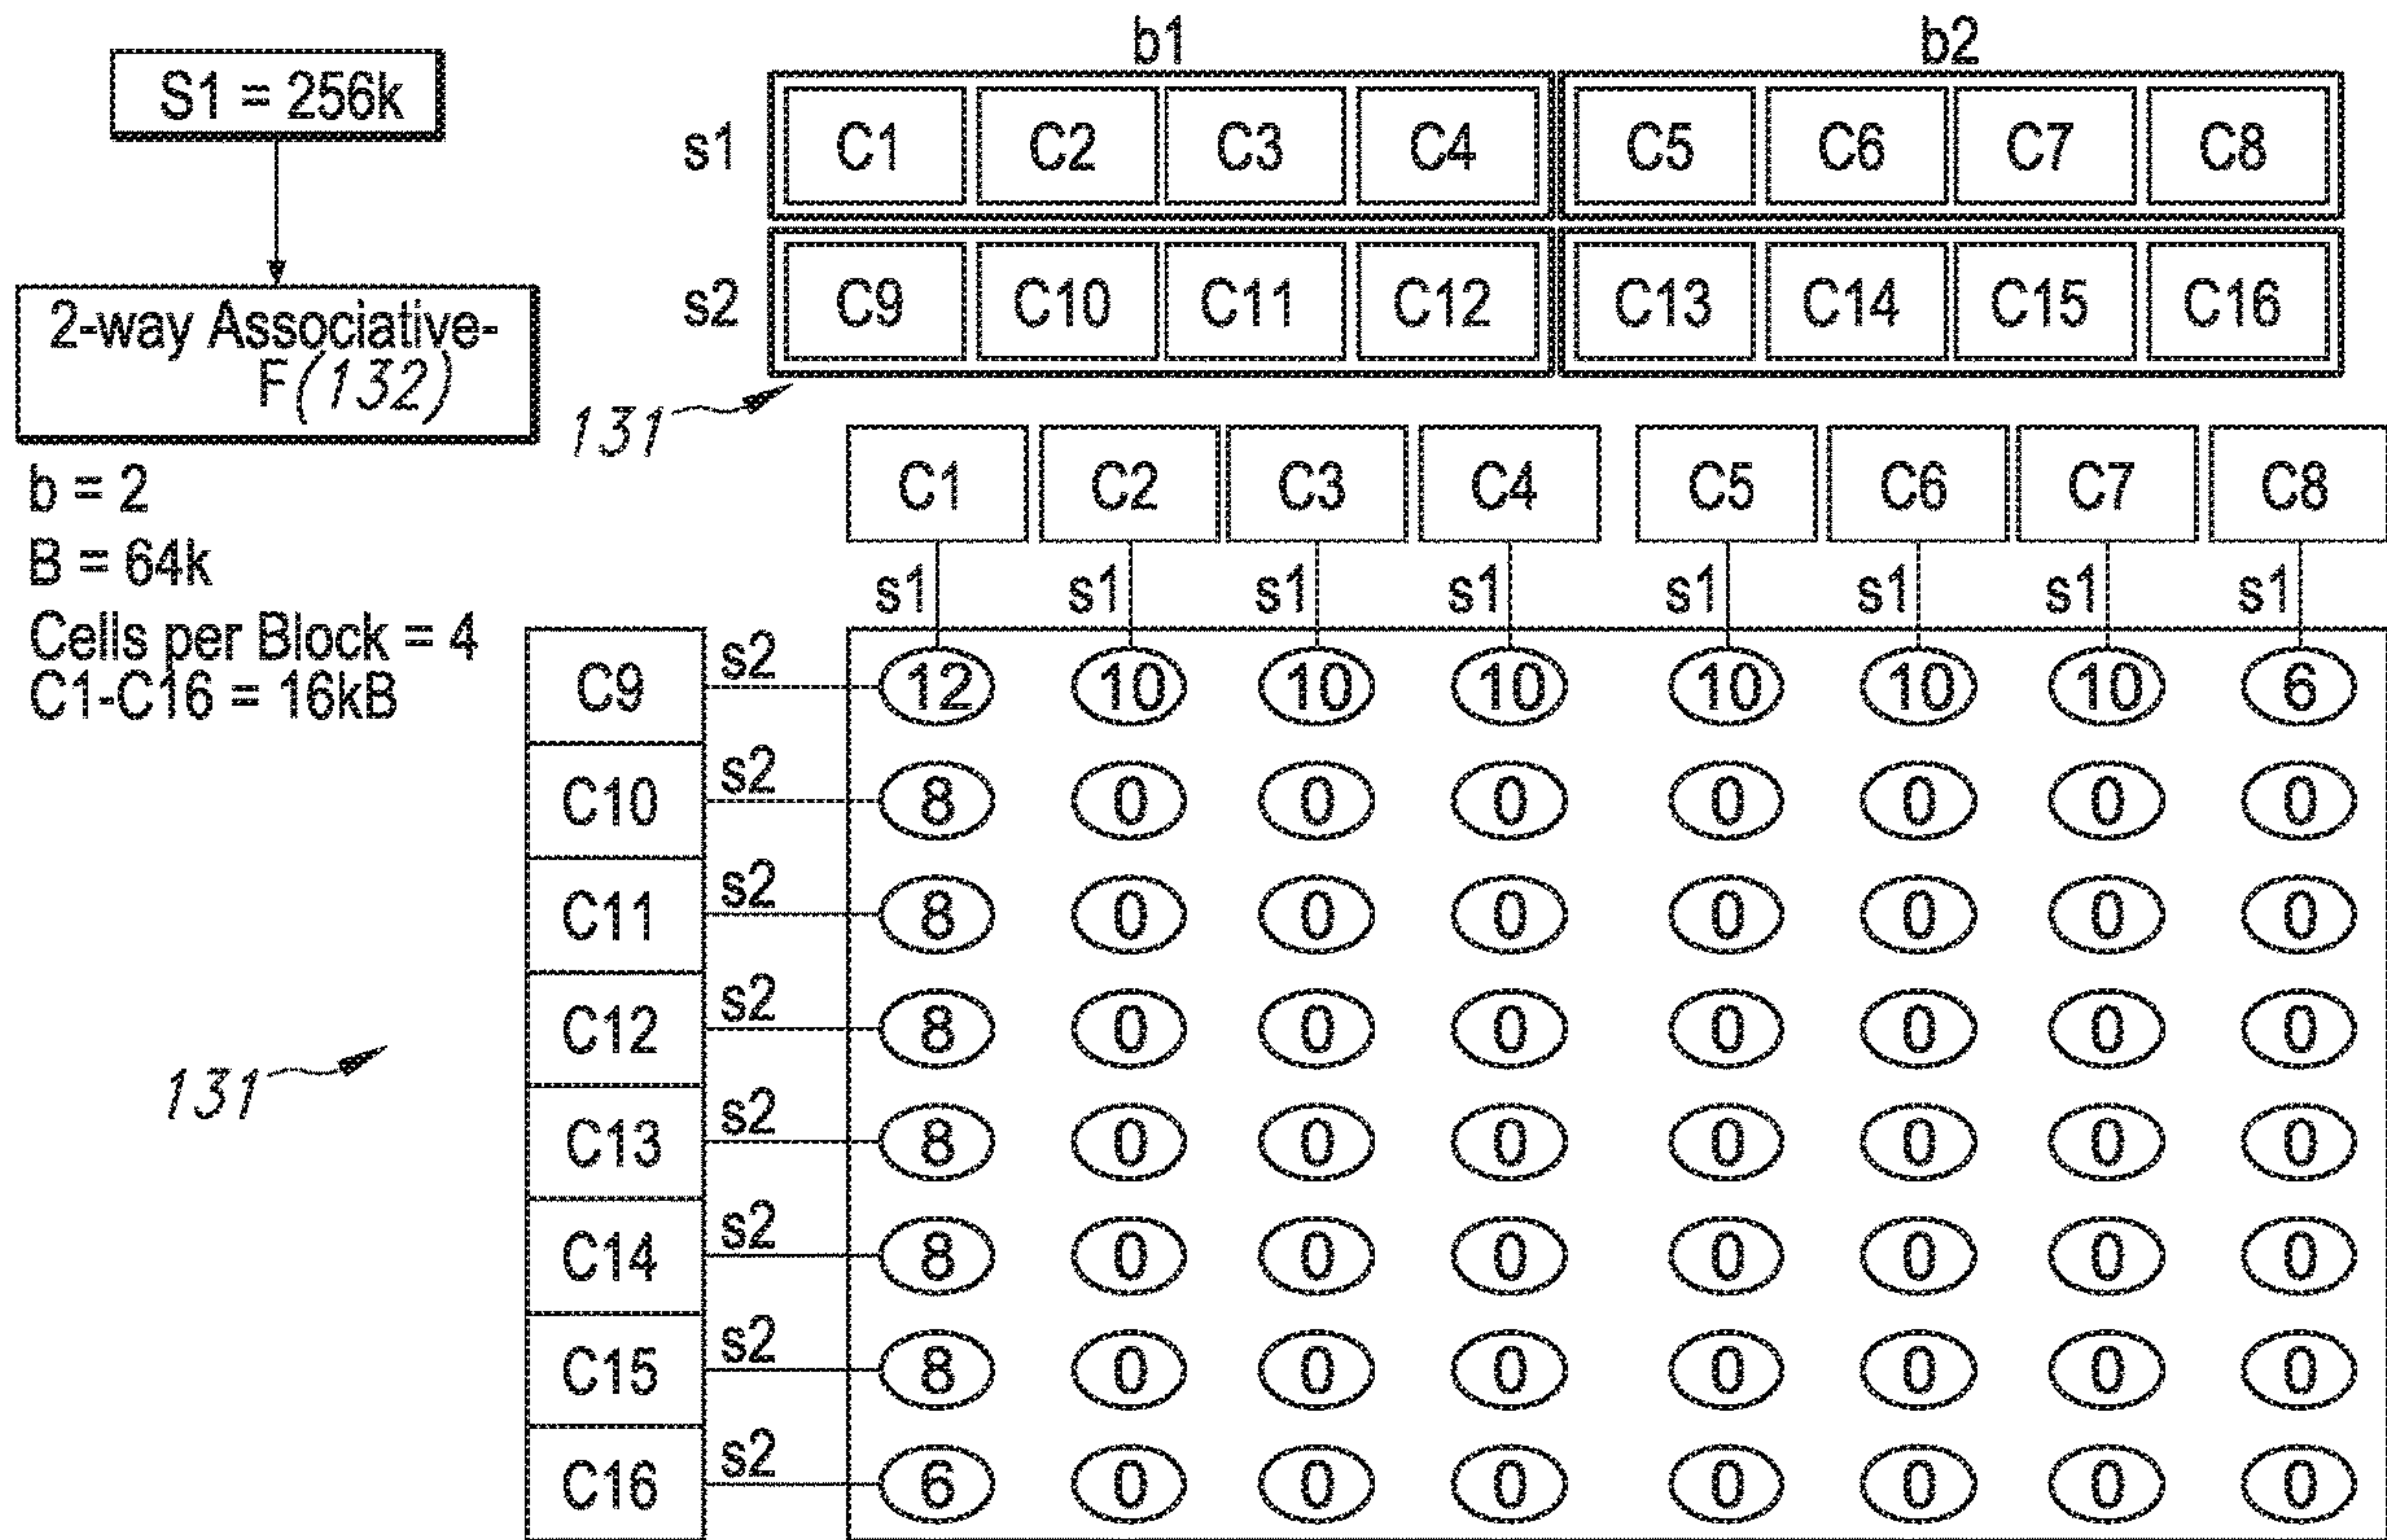 S1 = 256k
2-way Associative-
F(132)
b = 2
B = 64k
Cells per Block = 4
C1-C16 = 16kB
b1 b2
s1 C1 C2 C3 C4 C5 C6 C7 C8
s2 C9 C10 C11 C12 C13 C14 C15 C16
131
C1 C2 C3 C4 C5 C6 C7 C8
s1 s1 s1 s1 s1 s1 s1 s1
C9 s2 12 10 10 10 10 10 10 6
C10 s2 8 0 0 0 0 0 0 0
C11 s2 8 0 0 0 0 0 0 0
C12 s2 8 0 0 0 0 0 0 0
131
C13 s2 8 0 0 0 0 0 0 0
C14 s2 8 0 0 0 0 0 0 0
C15 s2 8 0 0 0 0 0 0 0
C16 s2 6 0 0 0 0 0 0 0